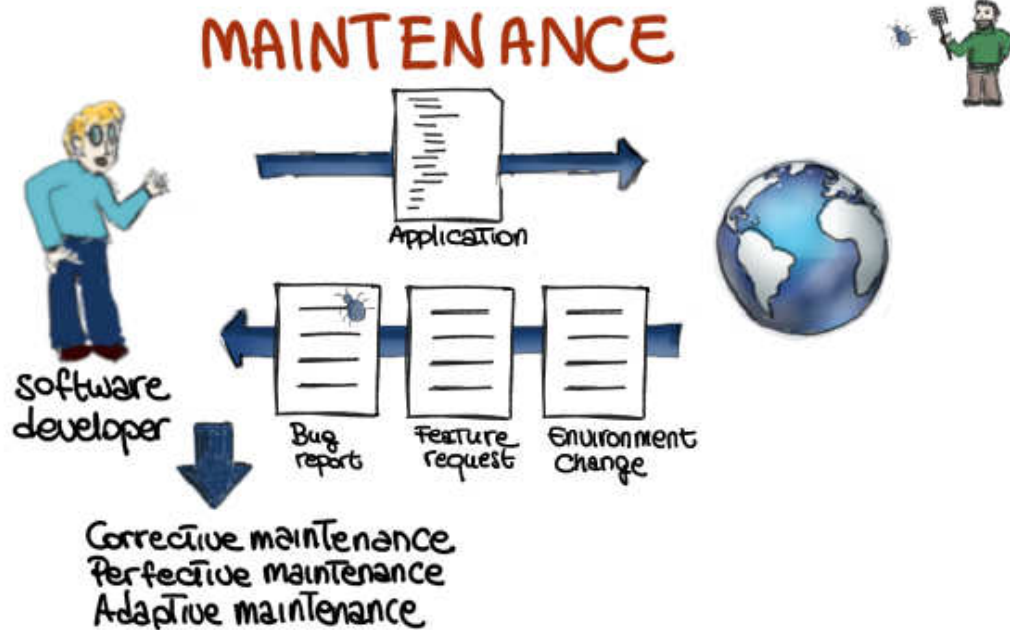 MAINTENANCE
Application
software
developer
Bug
report
Feature
request
Environment
Change
Corrective maintenance
Perfective maintenance
Adaptive maintenance